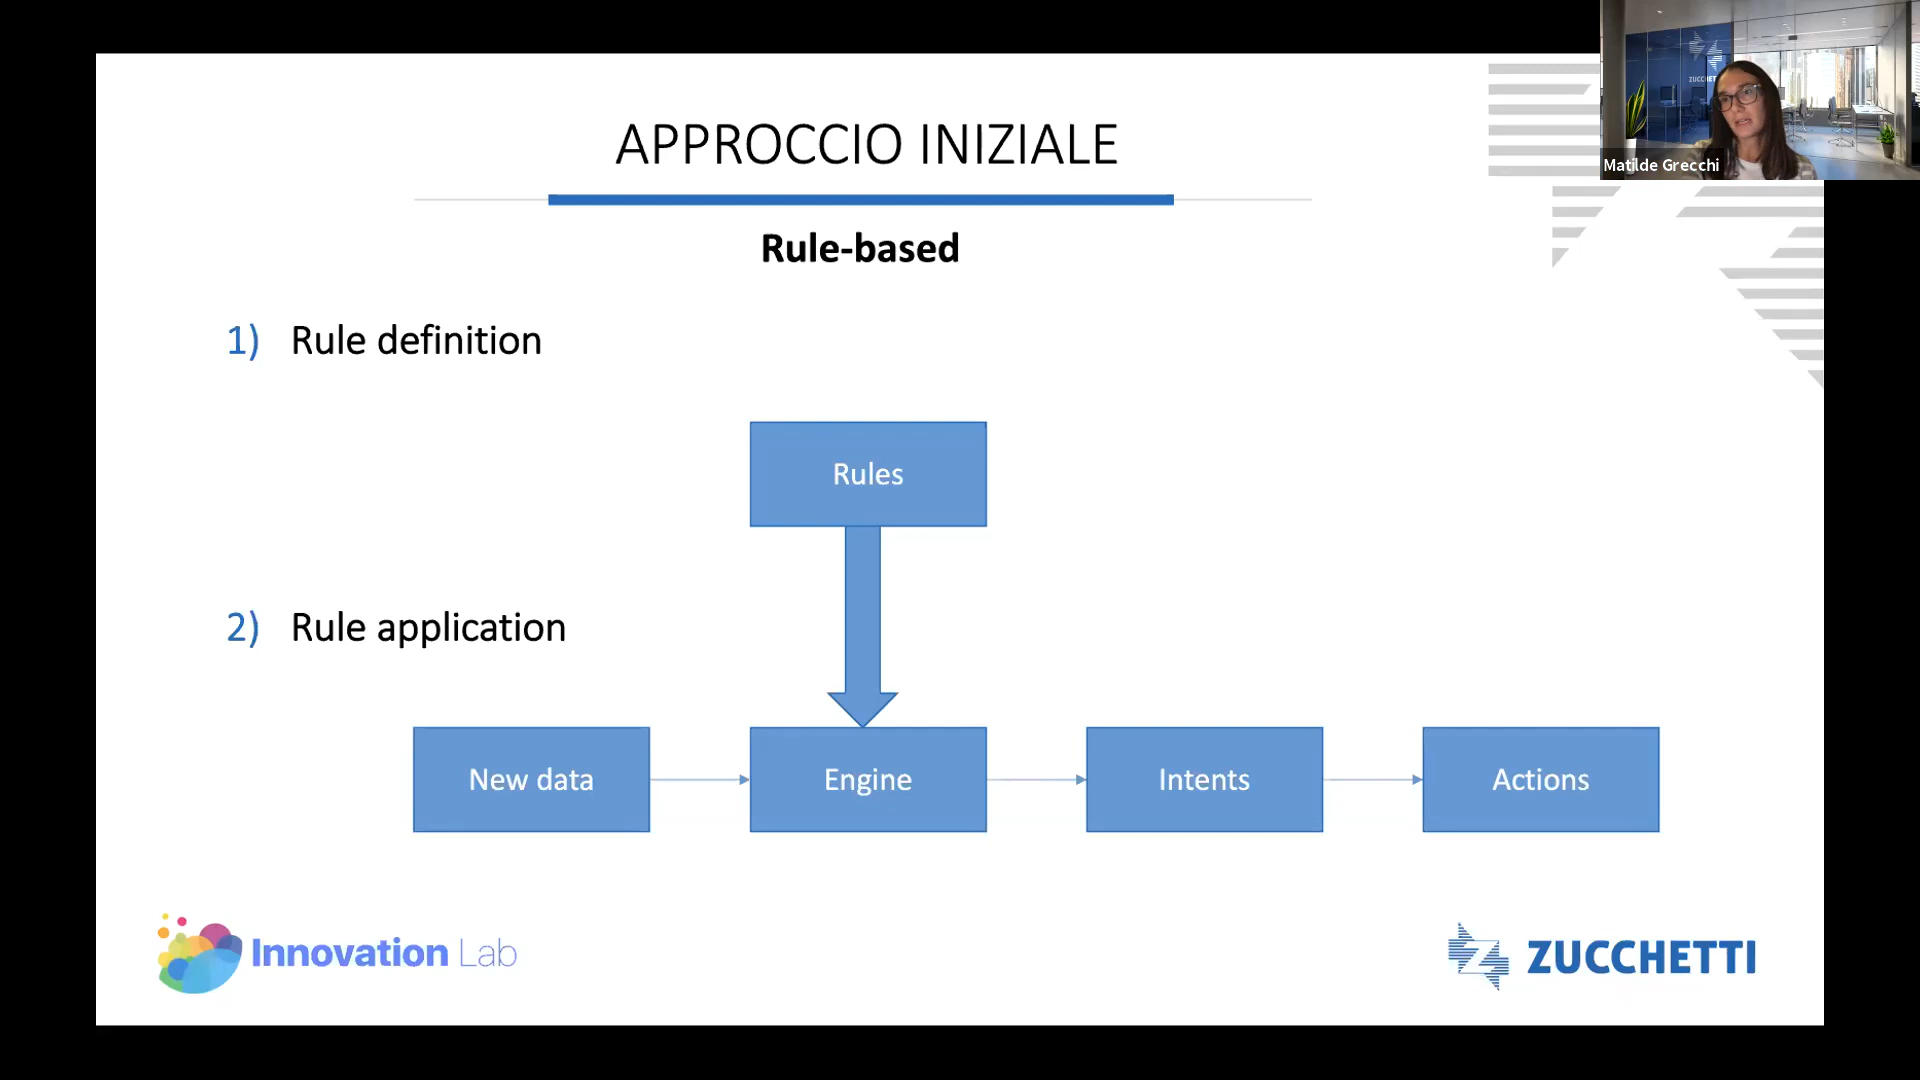 APPROCCIO INIZIALE
Rule-based
1) Rule definition
Rules
2) Rule application
New data
Engine
Intents
Actions
Innovation Lab
ZUCCHETTI
Matilde Grecchi